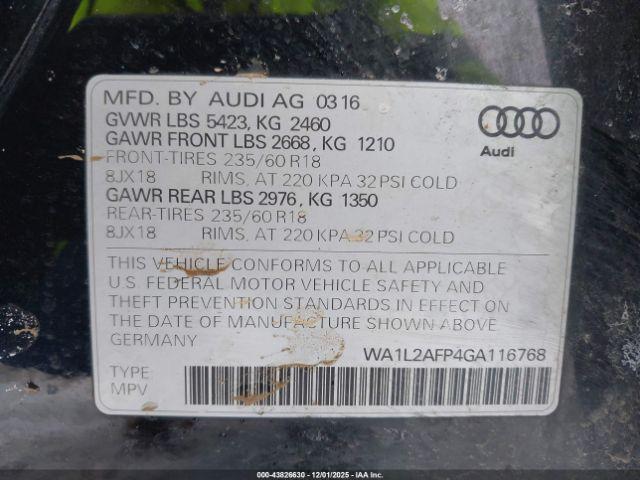 MFD. BY AUDI AG 03 16
GVWR LBS 5423, KG 2460
GAWR FRONT LBS 2668, KG 1210
FRONT-TIRES 235/60 R18
8JX18 RIMS, AT 220 KPA 32 PSI COLD
GAWR REAR LBS 2976, KG 1350
REAR-TIRES 235/60 R18
8JX18 RIMS, AT 220 KPA 32 PSI COLD
Audi
THIS VEHICLE CONFORMS TO ALL APPLICABLE
U.S. FEDERAL MOTOR VEHICLE SAFETY AND
THEFT PREVENTION STANDARDS IN EFFECT ON
THE DATE OF MANUFACTURE SHOWN ABOVE.
GERMANY
WA1L2AFP4GA116768
TYPE
MPV
000-43826630 - 12/01/2025 - IAAI.COM